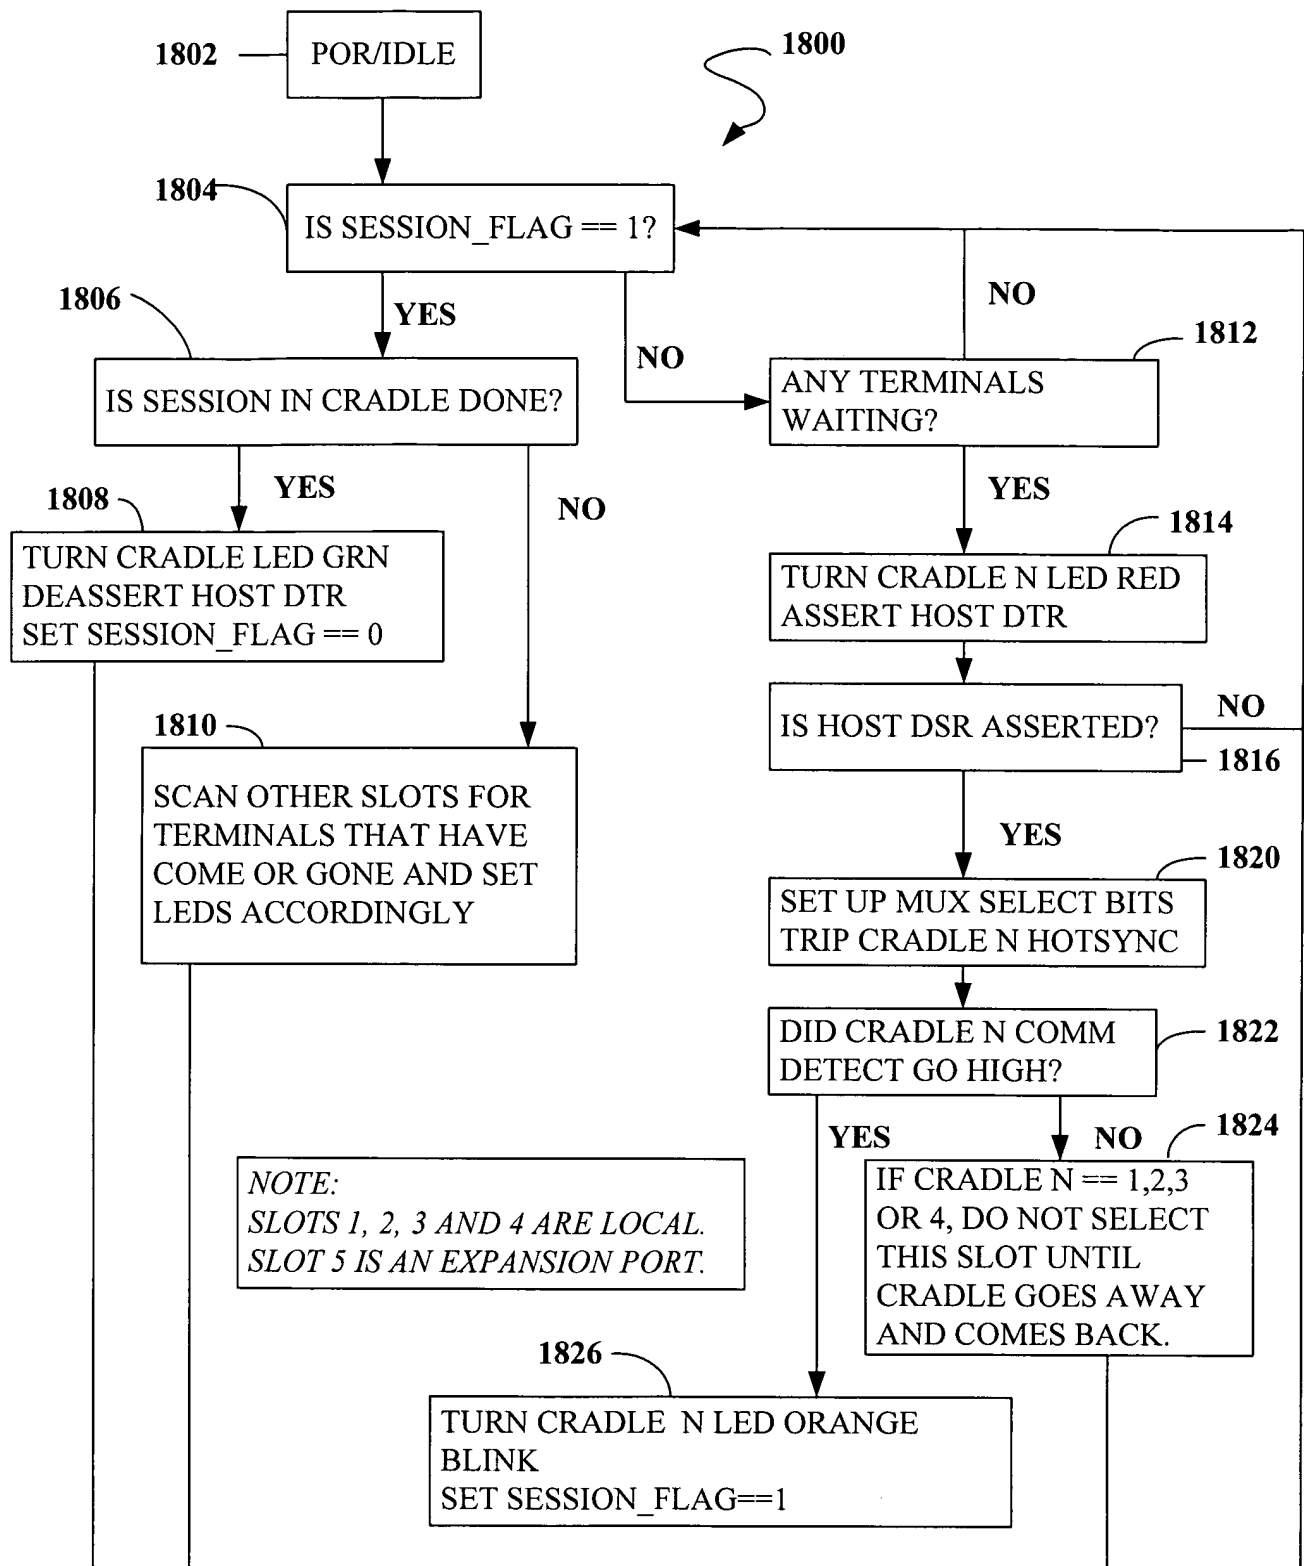 1802
POR/IDLE
1800
1804
IS SESSION_FLAG == 1?
1806
YES
NO
NO
1812
IS SESSION IN CRADLE DONE?
ANY TERMINALS
WAITING?
YES
NO
YES
1808
1814
TURN CRADLE LED GRN
DEASSERT HOST DTR
SET SESSION_FLAG == 0
TURN CRADLE N LED RED
ASSERT HOST DTR
1810
IS HOST DSR ASSERTED?
NO
1816
SCAN OTHER SLOTS FOR
TERMINALS THAT HAVE
COME OR GONE AND SET
LEDS ACCORDINGLY
YES
1820
SET UP MUX SELECT BITS
TRIP CRADLE N HOTSYNC
DID CRADLE N COMM
DETECT GO HIGH?
1822
YES
NO
1824
NOTE:
SLOTS 1, 2, 3 AND 4 ARE LOCAL.
SLOT 5 IS AN EXPANSION PORT.
IF CRADLE N == 1,2,3
OR 4, DO NOT SELECT
THIS SLOT UNTIL
CRADLE GOES AWAY
AND COMES BACK.
1826
TURN CRADLE N LED ORANGE
BLINK
SET SESSION_FLAG==1